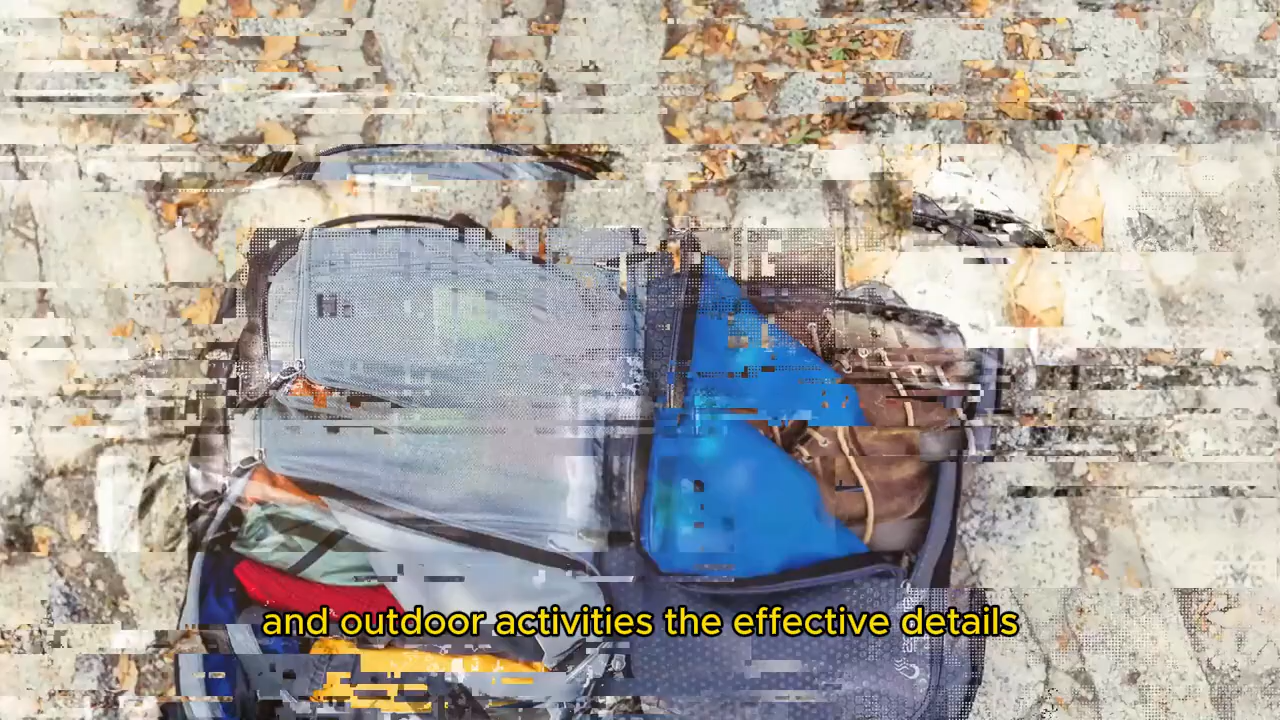 and outdoor activities the effective details